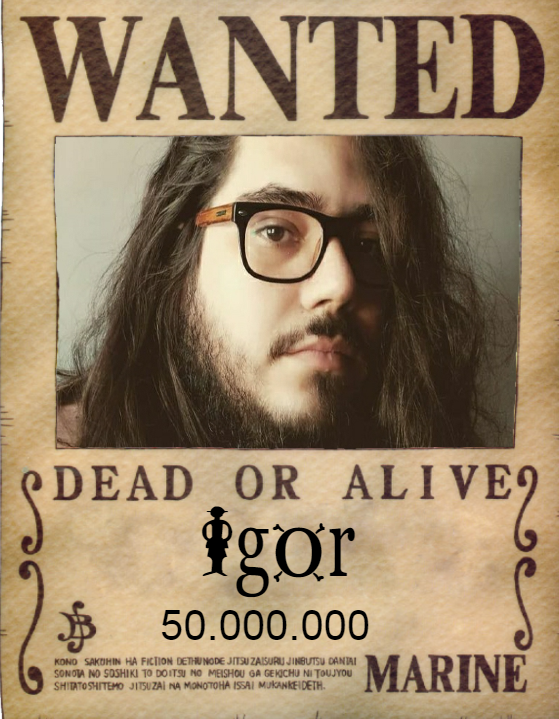 WANTED
DEAD OR ALIVE
Igor
50.000.000
KONO SAKUHIN HA FICTION DETHUNODE JITSUZAISURU JINBUTSU DANTAI
SONOTA NO SOSHIKI TO DOITSU NO MEISHOU GA GEKICHU NI TOUJYOU
SHITATOSHITEMO JITSUZAI NA MONOTOHA ISSAI MUKANKEIDETH.
MARINE